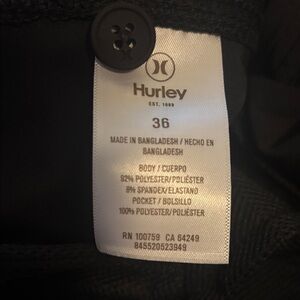 Hurley
EST. 1999
36
MADE IN BANGLADESH / HECHO EN
BANGLADESH
BODY / CUERPO
92% POLYESTER/POLIÉSTER
8% SPANDEX/ELASTANO
POCKET / BOLSILLO
100% POLYESTER/POLIÉSTER
RN 100759 CA 64249
845520523949